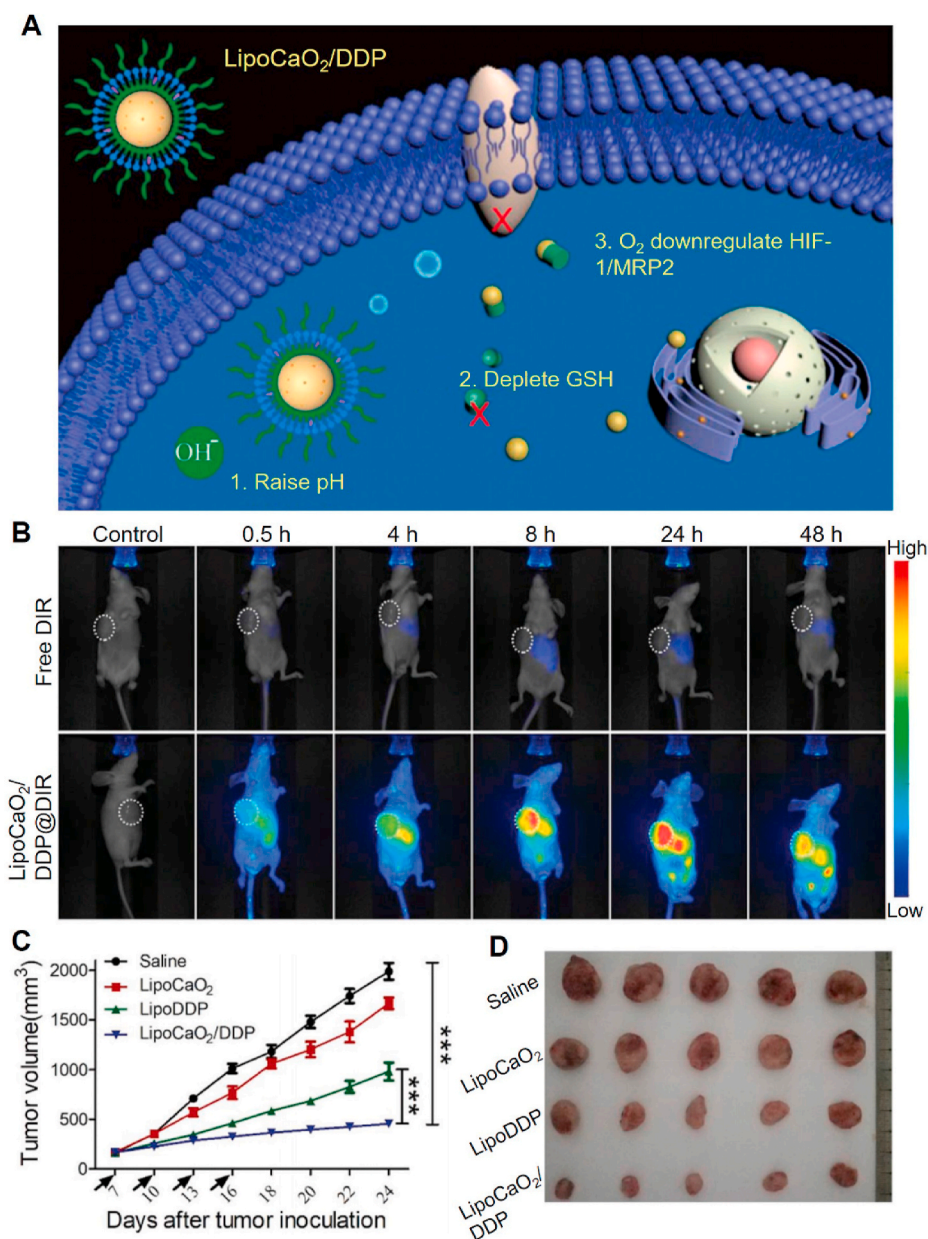 A
LipoCaO₂/DDP
3. O₂ downregulate HIF-
1/MRP2
2. Deplete GSH
OH⁻
1. Raise pH
B
Control 0.5 h 4 h 8 h 24 h 48 h
High
Free DIR
LipoCaO₂/
DDP@DIR
Low
C
Saline
LipoCaO₂
LipoDDP
LipoCaO₂/DDP
Tumor volume(mm³)
2000
1500
1000
500
0
***
***
7 10 13 16 18 20 22 24
Days after tumor inoculation
D
Saline
LipoCaO₂
LipoDDP
LipoCaO₂/
DDP